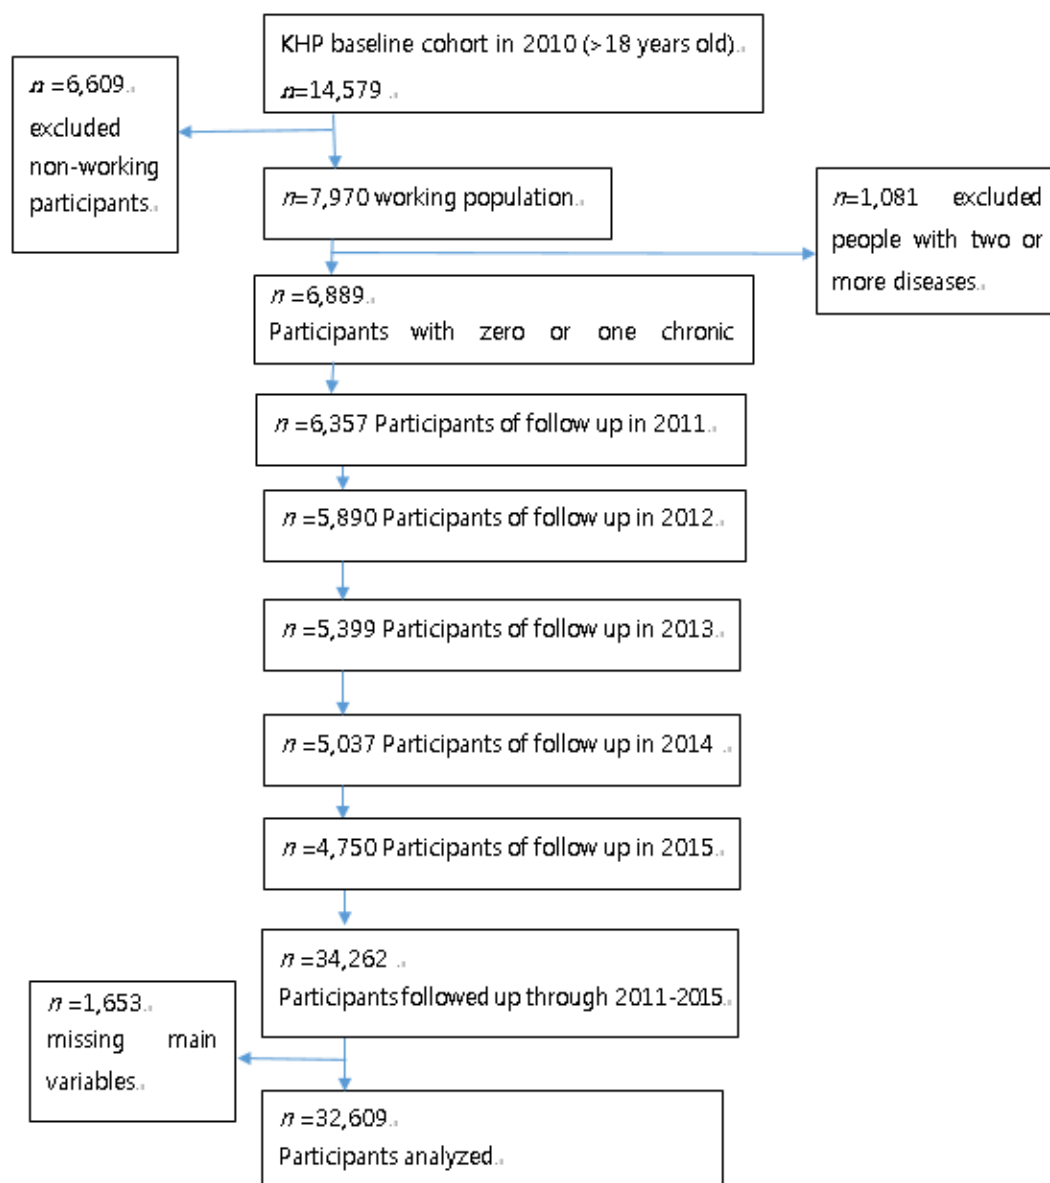 KHP baseline cohort in 2010 (>18 years old).
n=14,579
n =6,609.
excluded
non-working
participants.
n=7,970 working population.
n=1,081 excluded
people with two or
more diseases.
n =6,889.
Participants with zero or one chronic
n =6,357 Participants of follow up in 2011.
n =5,890 Participants of follow up in 2012.
n =5,399 Participants of follow up in 2013.
n =5,037 Participants of follow up in 2014 .
n =4,750 Participants of follow up in 2015.
n =34,262 .
Participants followed up through 2011-2015.
n =1,653.
missing main
variables.
n =32,609.
Participants analyzed.